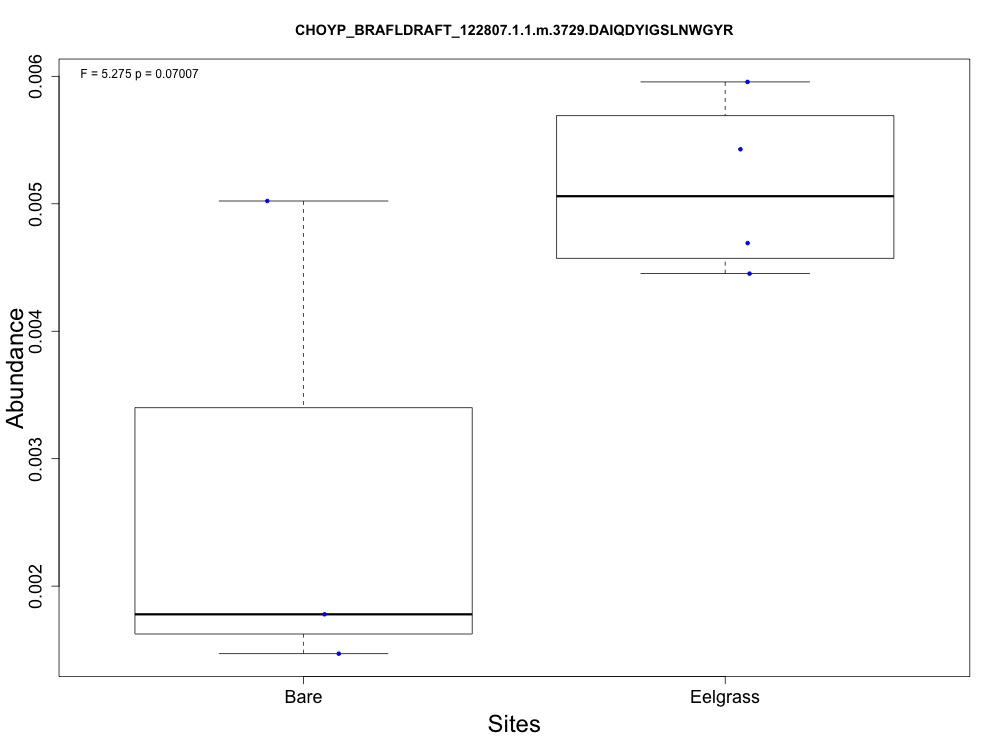 CHOYP_BRAFLDRAFT_122807.1.1.m.3729.DAIQDYIGSLNWGYR
F = 5.275 p = 0.07007
0.006
0.005
0.004
0.003
0.002
Abundance
Bare
Eelgrass
Sites